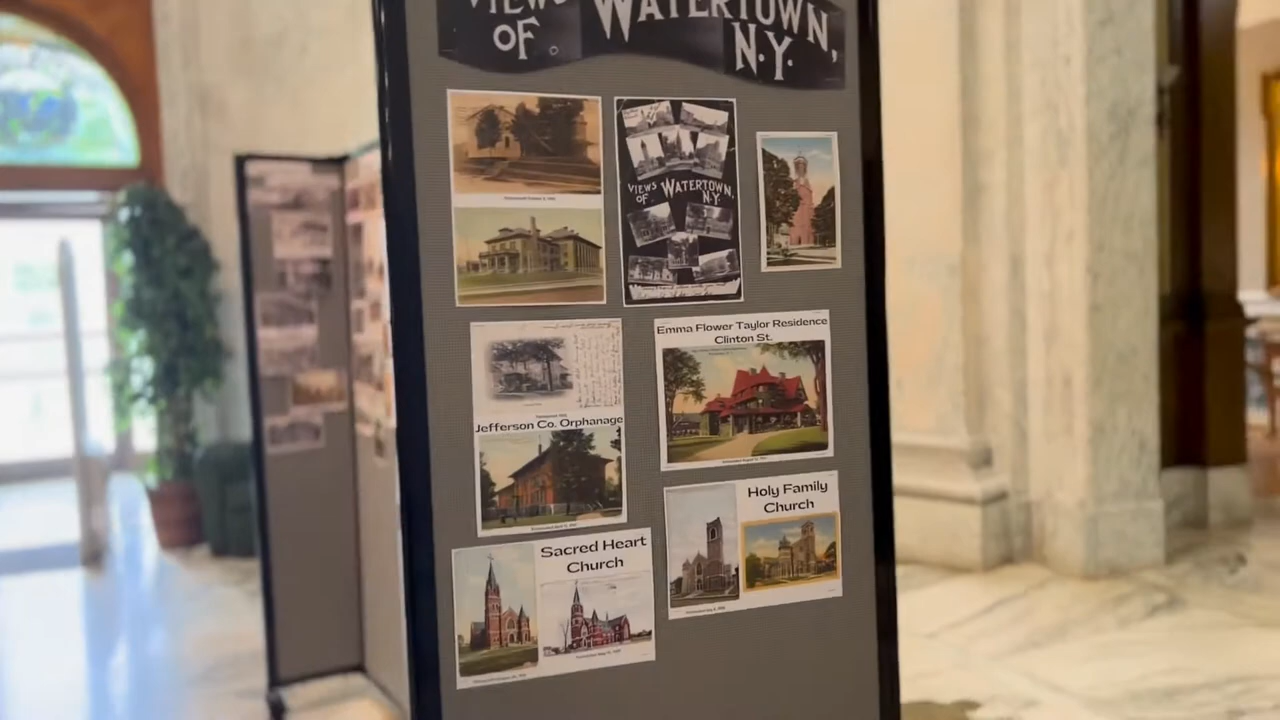 VIEWS
OF.
WATERTOWN,
N.Y.
VIEWS
OF.
WATERTOWN,
N.Y.
Emma Flower Taylor Residence
Clinton St.
Jefferson Co. Orphanage
Holy Family
Church
Sacred Heart
Church